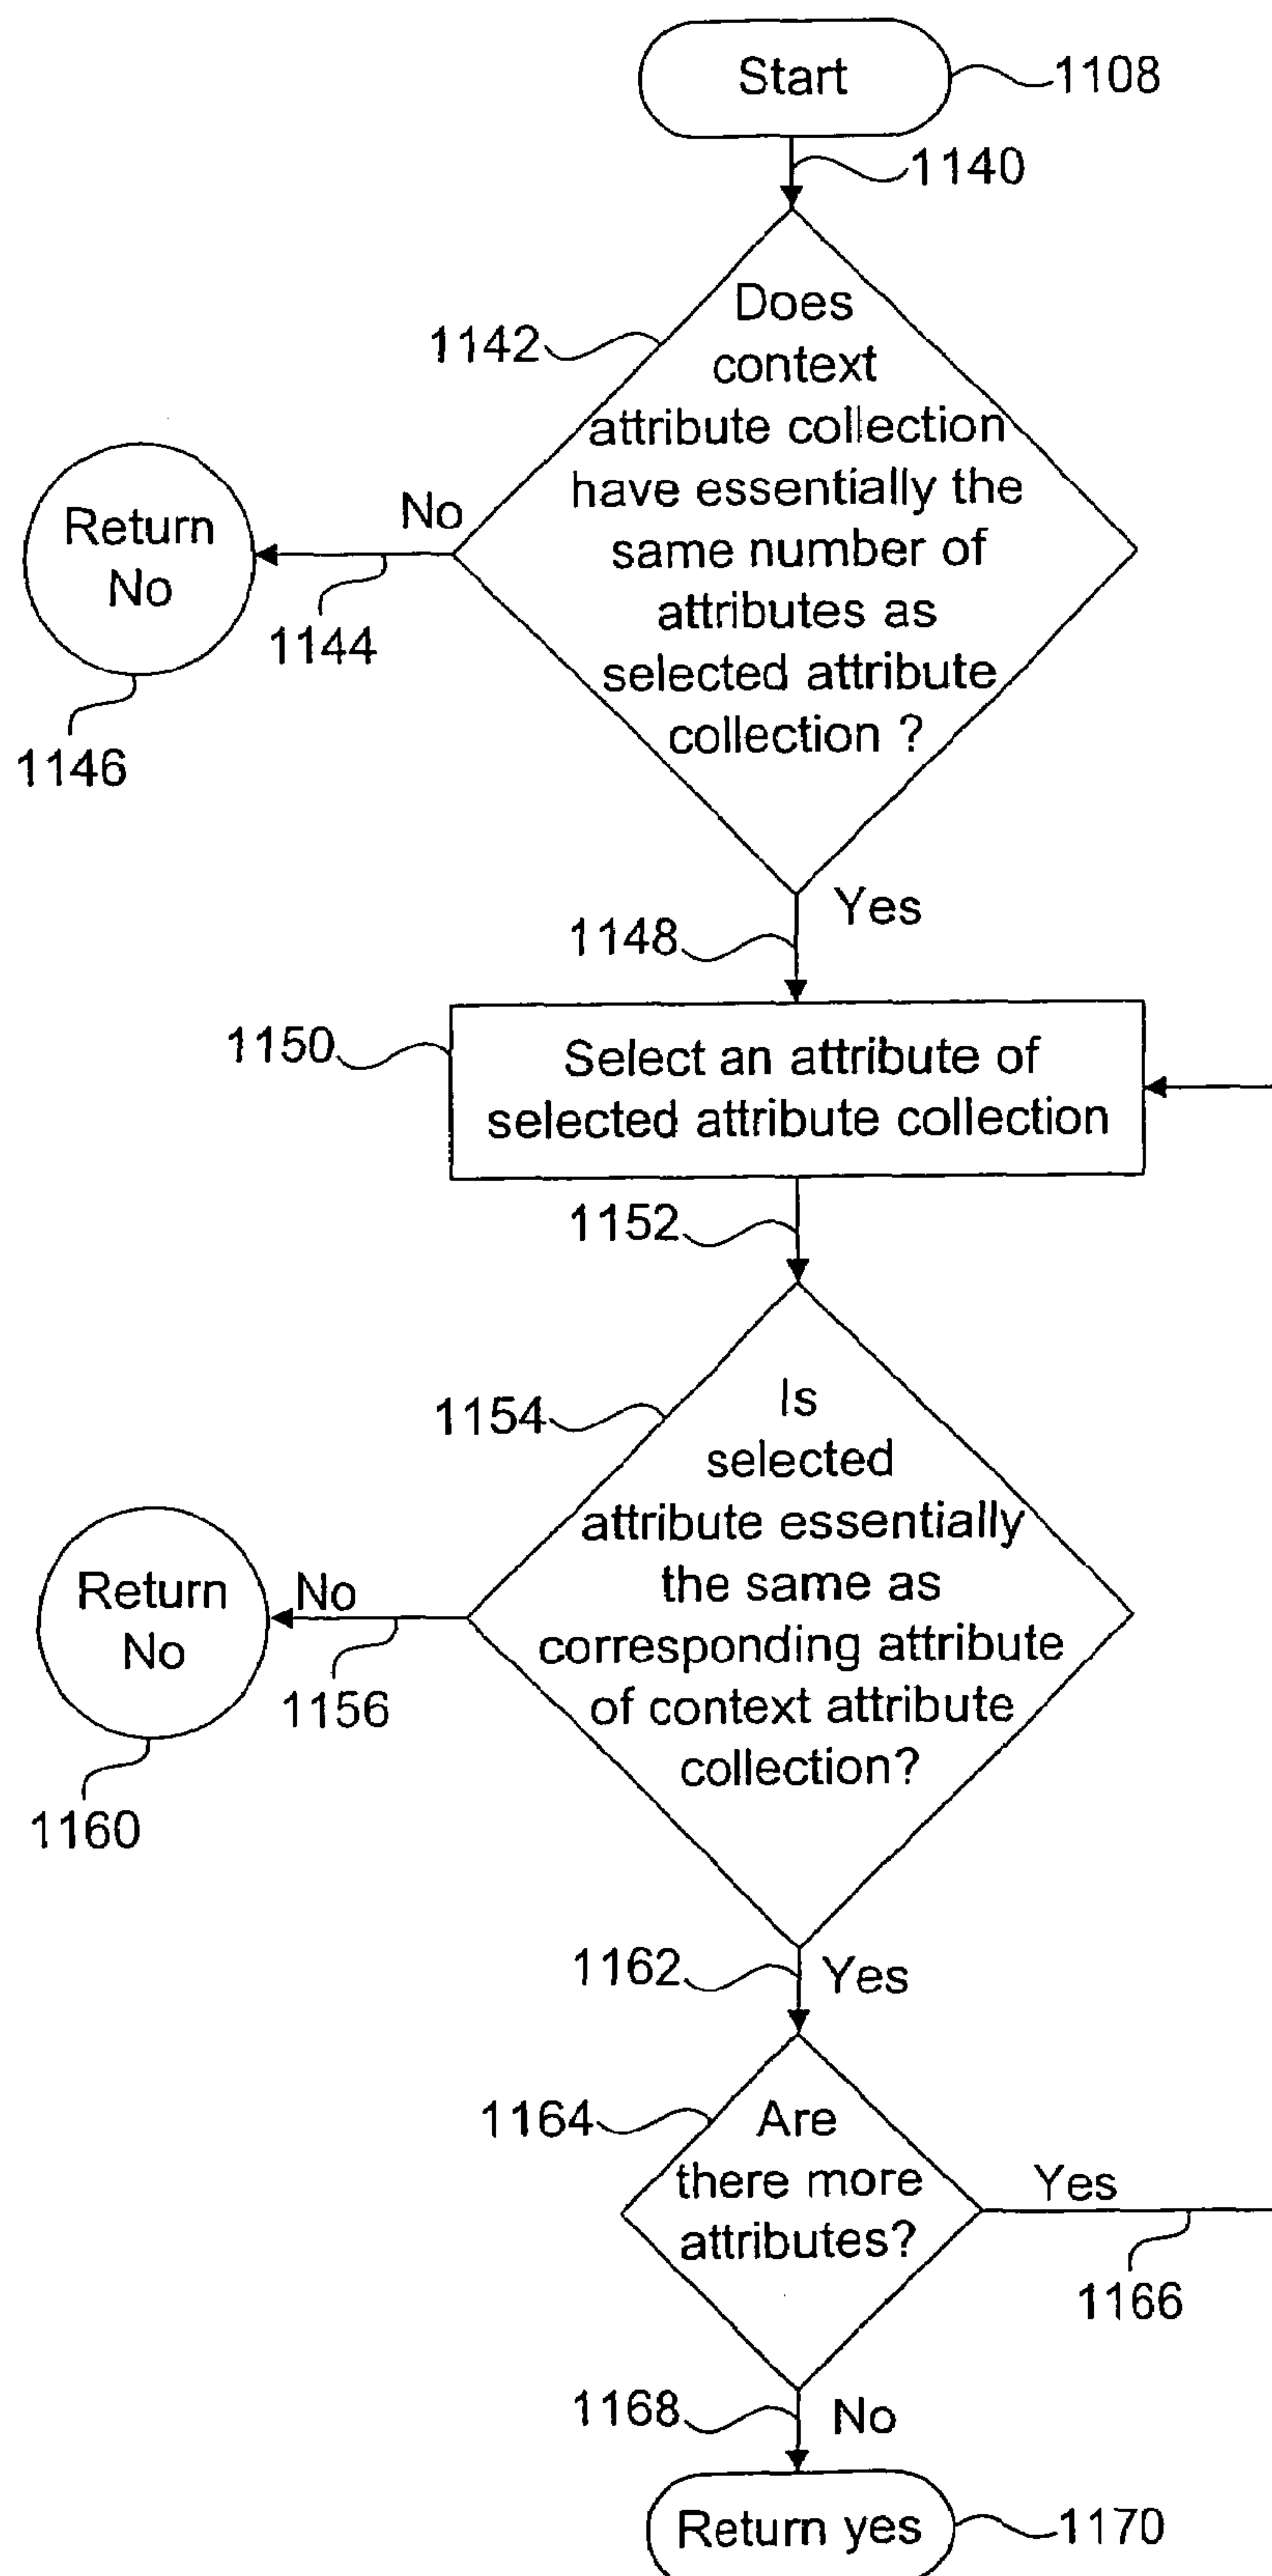 Start
1108
1140
1142
Does
context
attribute collection
have essentially the
same number of
attributes as
selected attribute
collection ?
No
Return
No
1144
1146
Yes
1148
1150
Select an attribute of
selected attribute collection
1152
1154
Is
selected
attribute essentially
the same as
corresponding attribute
of context attribute
collection?
No
Return
No
1156
1160
1162
Yes
1164
Are
there more
attributes?
Yes
1166
1168
No
Return yes
1170